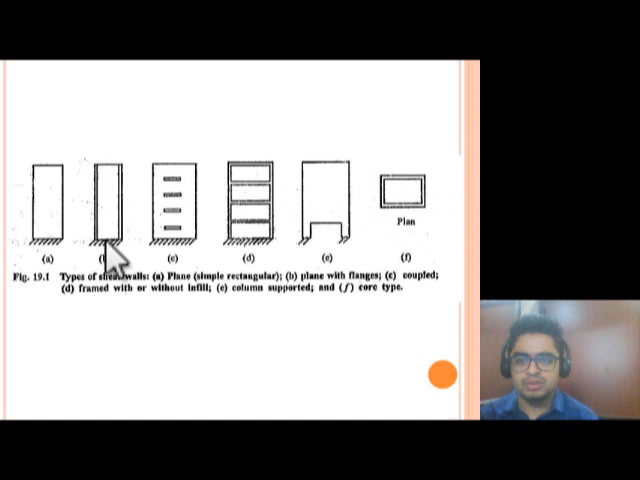 Plan
(a) (c) (d) (e) (f)
Fig. 19.1 Types of shear walls: (a) Plane (simple rectangular); (b) plane with flanges; (c) coupled;
(d) framed with or without infill; (e) column supported; and (f) core type.